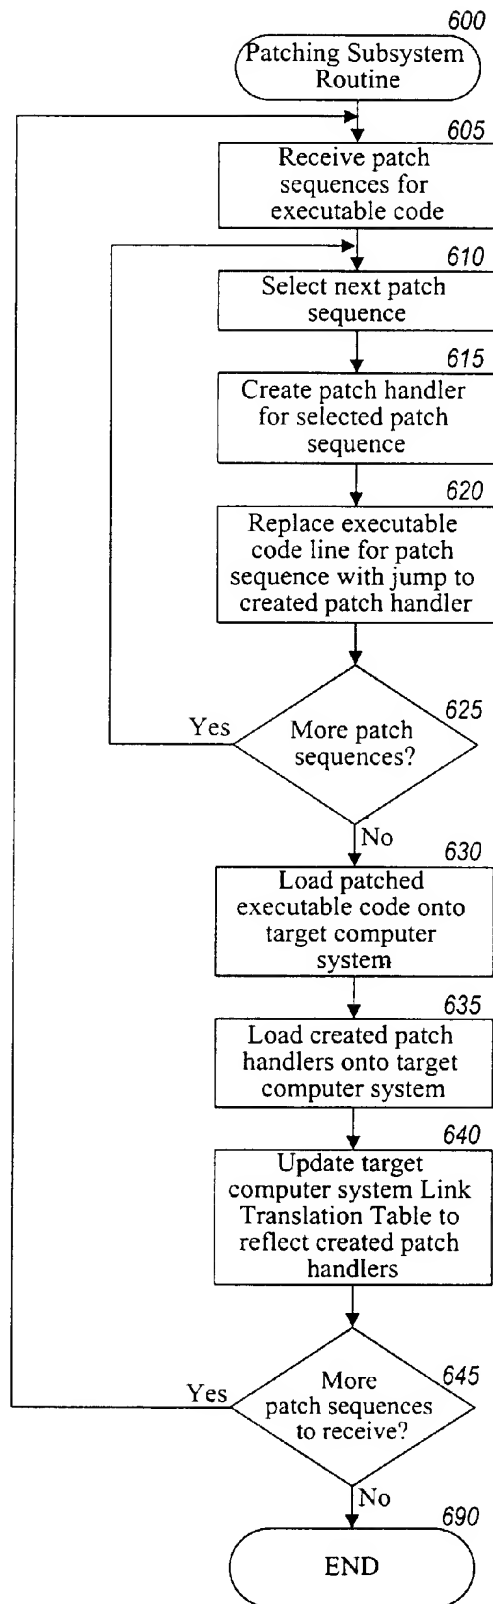 600
Patching Subsystem
Routine
605
Receive patch
sequences for
executable code
610
Select next patch
sequence
615
Create patch handler
for selected patch
sequence
620
Replace executable
code line for patch
sequence with jump to
created patch handler
625
Yes
More patch
sequences?
No
630
Load patched
executable code onto
target computer
system
635
Load created patch
handlers onto target
computer system
640
Update target
computer system Link
Translation Table to
reflect created patch
handlers
645
Yes
More
patch sequences
to receive?
No
690
END